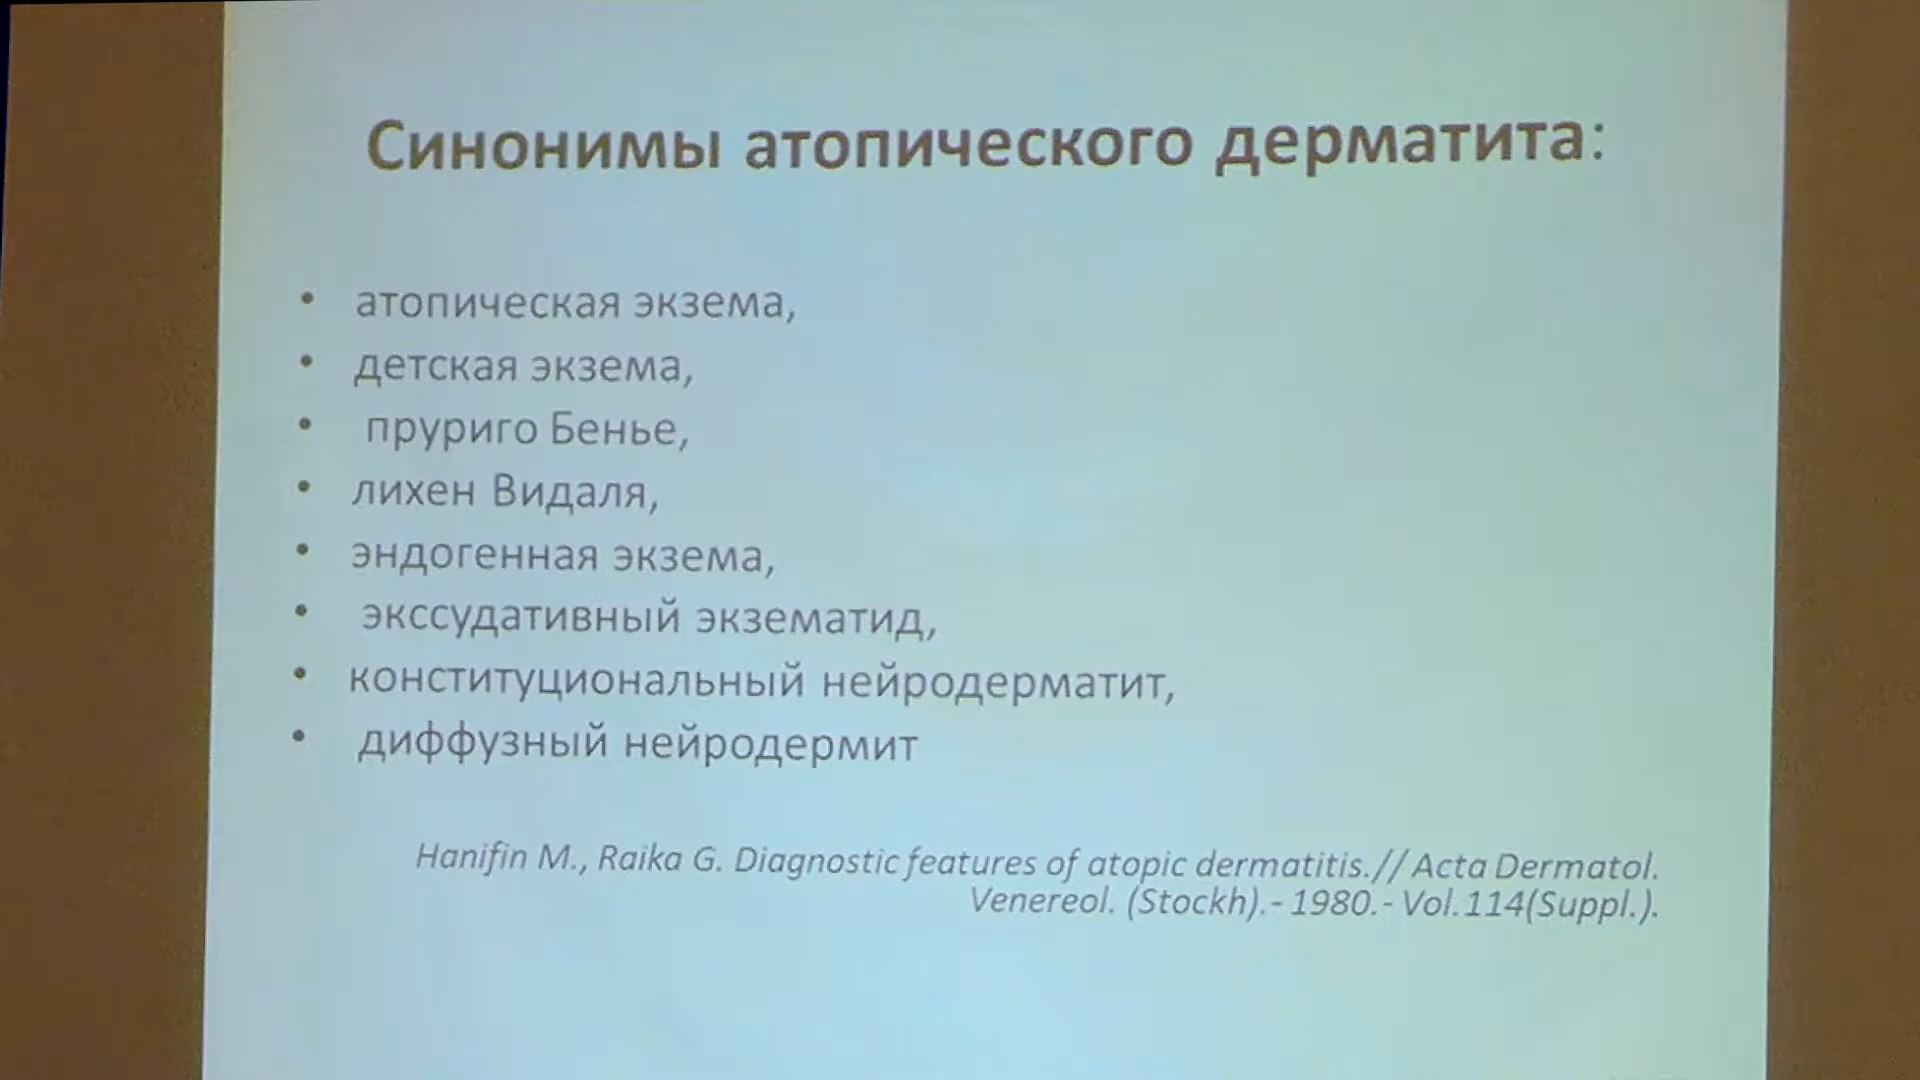 Синонимы атопического дерматита:
• атопическая экзема,
• детская экзема,
• пруриго Бенье,
• лихен Видаля,
• эндогенная экзема,
• экссудативный экзематид,
• конституциональный нейродерматит,
• диффузный нейродермит
Hanifin M., Raika G. Diagnostic features of atopic dermatitis.// Acta Dermatol.
Venereol. (Stockh).- 1980.- Vol.114(Suppl.).